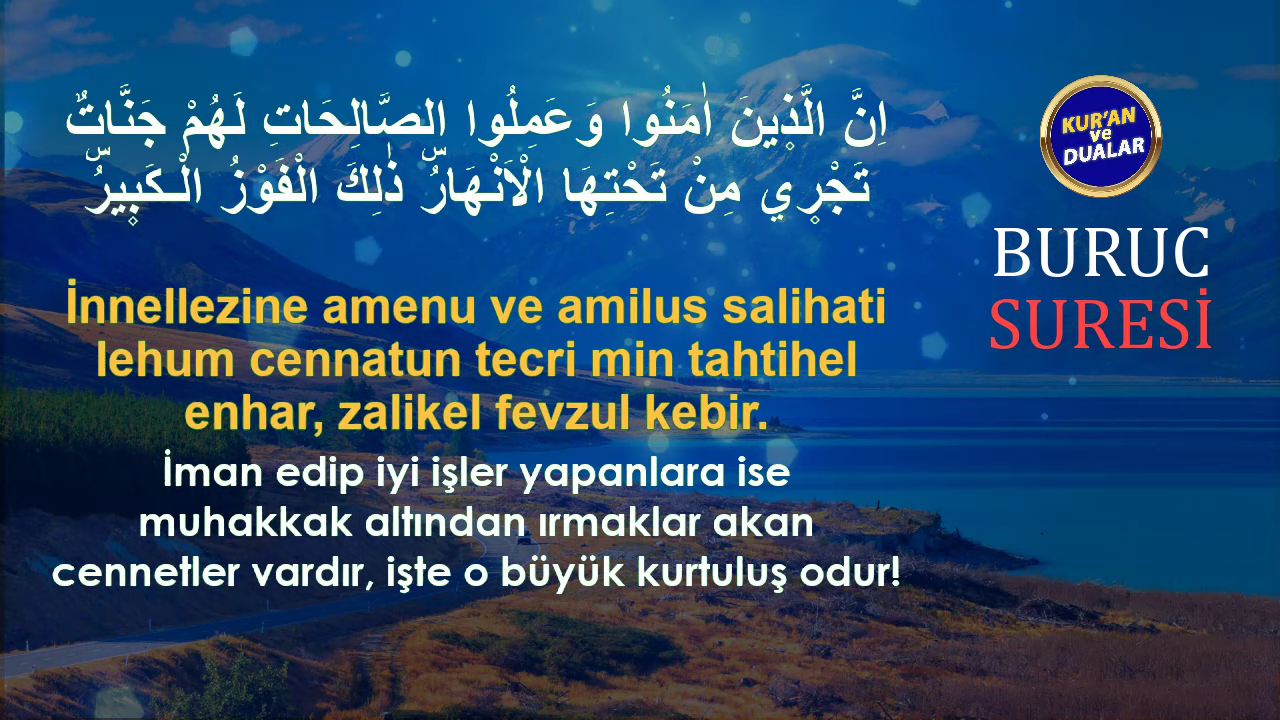 اِنَّ الَّذ۪ينَ اٰمَنُوا وَعَمِلُوا الصَّالِحَاتِ لَهُمْ جَنَّاتٌ
تَجْر۪ي مِنْ تَحْتِهَا الْاَنْهَارُۜ ذٰلِكَ الْفَوْزُ الْـكَب۪يرُۜ
İnnellezine amenu ve amilus salihati
lehum cennatun tecri min tahtihel
enhar, zalikel fevzul kebir.
İman edip iyi işler yapanlara ise
muhakkak altından ırmaklar akan
cennetler vardır, işte o büyük kurtuluş odur!
KUR'AN
ve
DUALAR
BURUC
SURESİ